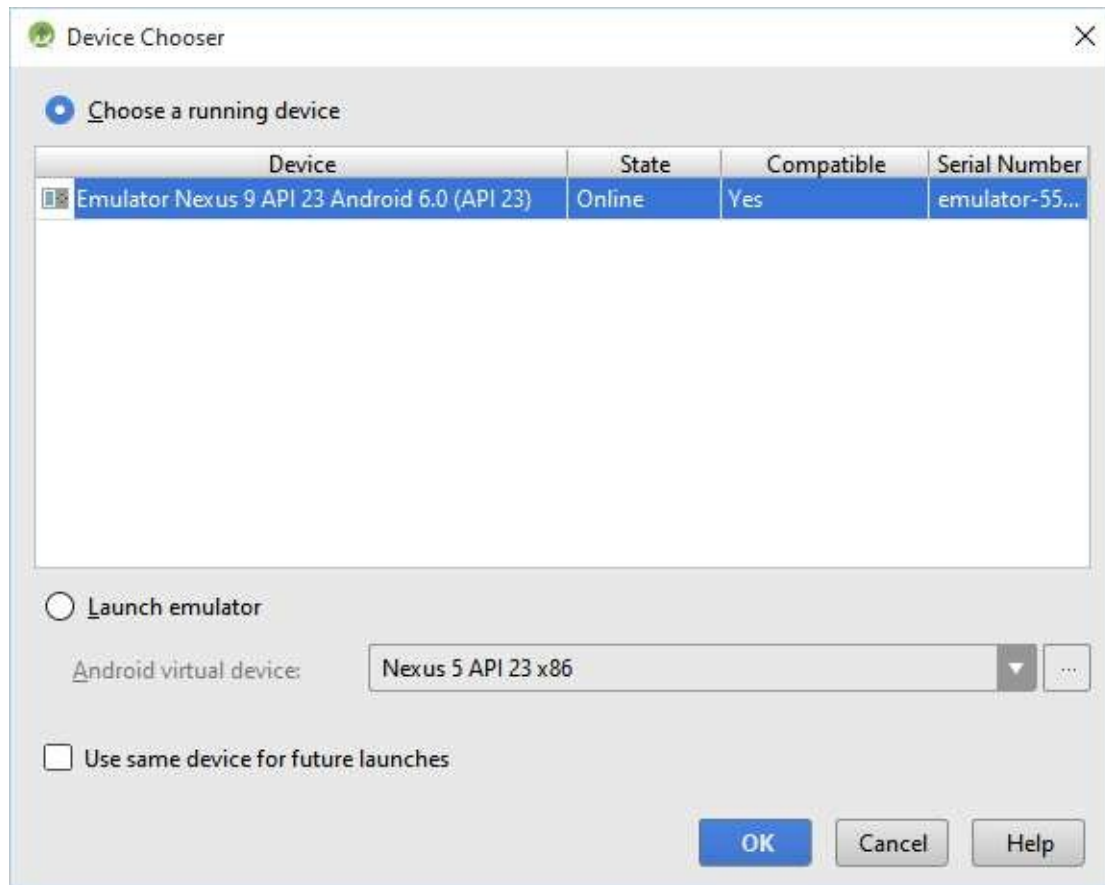 Device Chooser
Choose a running device
Device State Compatible Serial Number
Emulator Nexus 9 API 23 Android 6.0 (API 23) Online Yes emulator-55...
Launch emulator
Android virtual device: Nexus 5 API 23 x86 ...
Use same device for future launches
OK Cancel Help